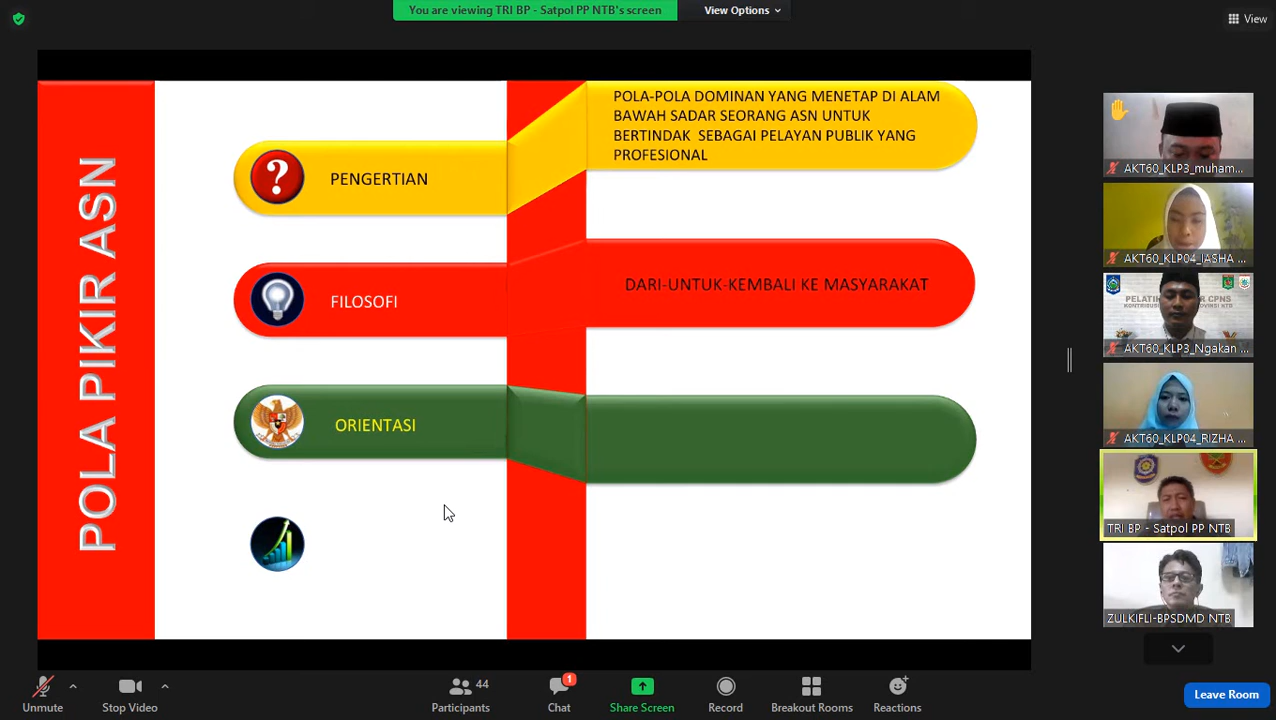 You are viewing TRI BP - Satpol PP NTB's screen
View Options
View
POLA PIKIR ASN
?
PENGERTIAN
POLA-POLA DOMINAN YANG MENETAP DI ALAM
BAWAH SADAR SEORANG ASN UNTUK
BERTINDAK SEBAGAI PELAYAN PUBLIK YANG
PROFESIONAL
FILOSOFI
DARI-UNTUK-KEMBALI KE MASYARAKAT
ORIENTASI
AKT60_KLP3_muham...
AKT60_KLP04_IASHA ...
AKT60_KLP3_Ngakan ...
AKT60_KLP04_RIZHA ...
TRI BP - Satpol PP NTB
ZULKIFLI-BPSDMD NTB
Unmute
Stop Video
44
Participants
1
Chat
Share Screen
Record
Breakout Rooms
Reactions
Leave Room